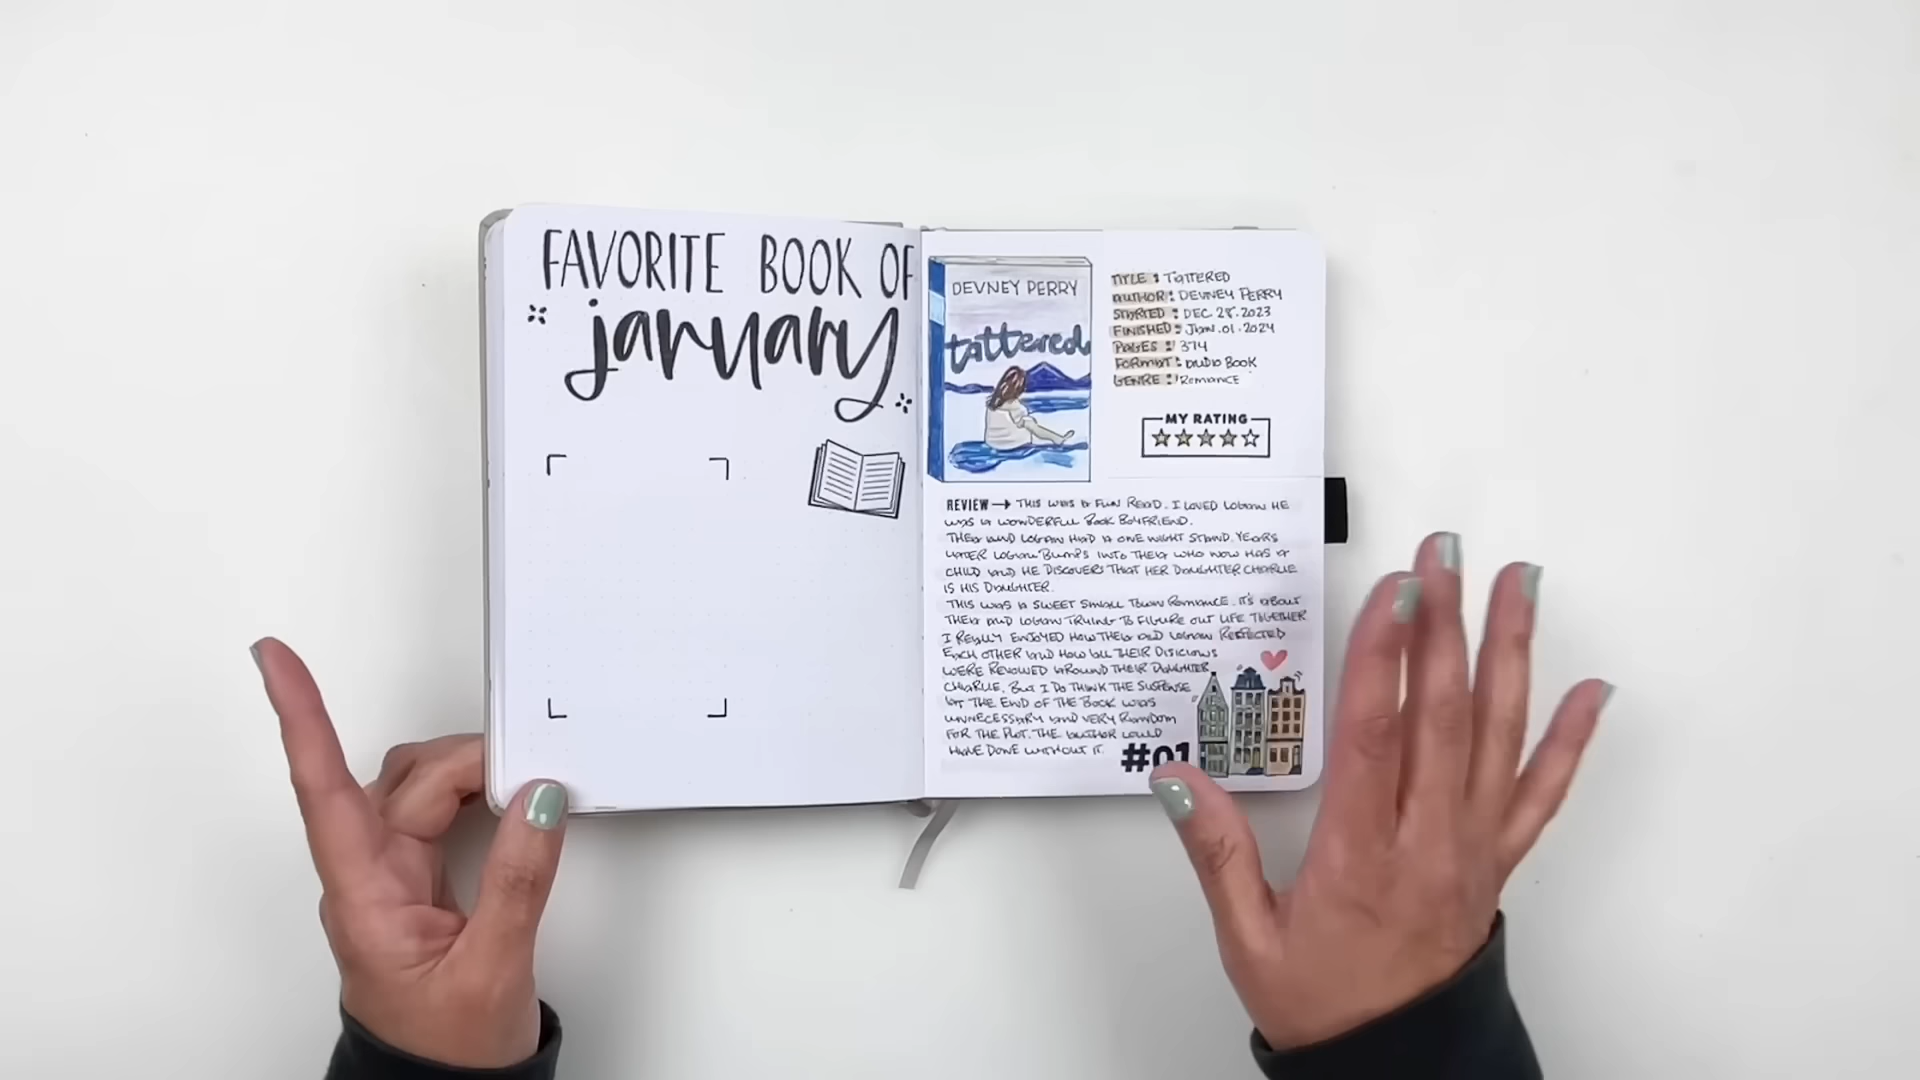 FAVORITE BOOK OF
january
DEVNEY PERRY
tattered
TITLE : TATTERED
AUTHOR : DEVNEY PERRY
STARTED : DEC 28.2023
FINISHED : JAN.01.2024
PAGES : 374
FORMAT : AUDIO BOOK
GENRE : ROMANCE
MY RATING
REVIEW → THIS WAS A FUN READ. I LOVED LOGAN HE
WAS A WONDERFUL BOOK BOYFRIEND.
THEA AND LOGAN HAD A ONE NIGHT STAND. YEARS
LATER LOGAN BUMPS INTO THEA WHO NOW HAS A
CHILD AND HE DISCOVERS THAT HER DAUGHTER CHARLIE
IS HIS DAUGHTER.
THIS WAS A SWEET SMALL TOWN ROMANCE. IT'S ABOUT
THEA AND LOGAN TRYING TO FIGURE OUT LIFE TOGETHER
I REALLY ENJOYED HOW THEA AND LOGAN
EACH OTHER AND HOW ALL THEIR DISICIONS
WERE REVOLVED AROUND THEIR DAUGHTER
CHARLIE. BUT I DO THINK THE SUSPENSE
AT THE END OF THE BOOK WAS
UNNECESSARY AND VERY RANDOM
FOR THE PLOT. THE AUTHOR COULD
HAVE DONE WITHOUT IT.
#01